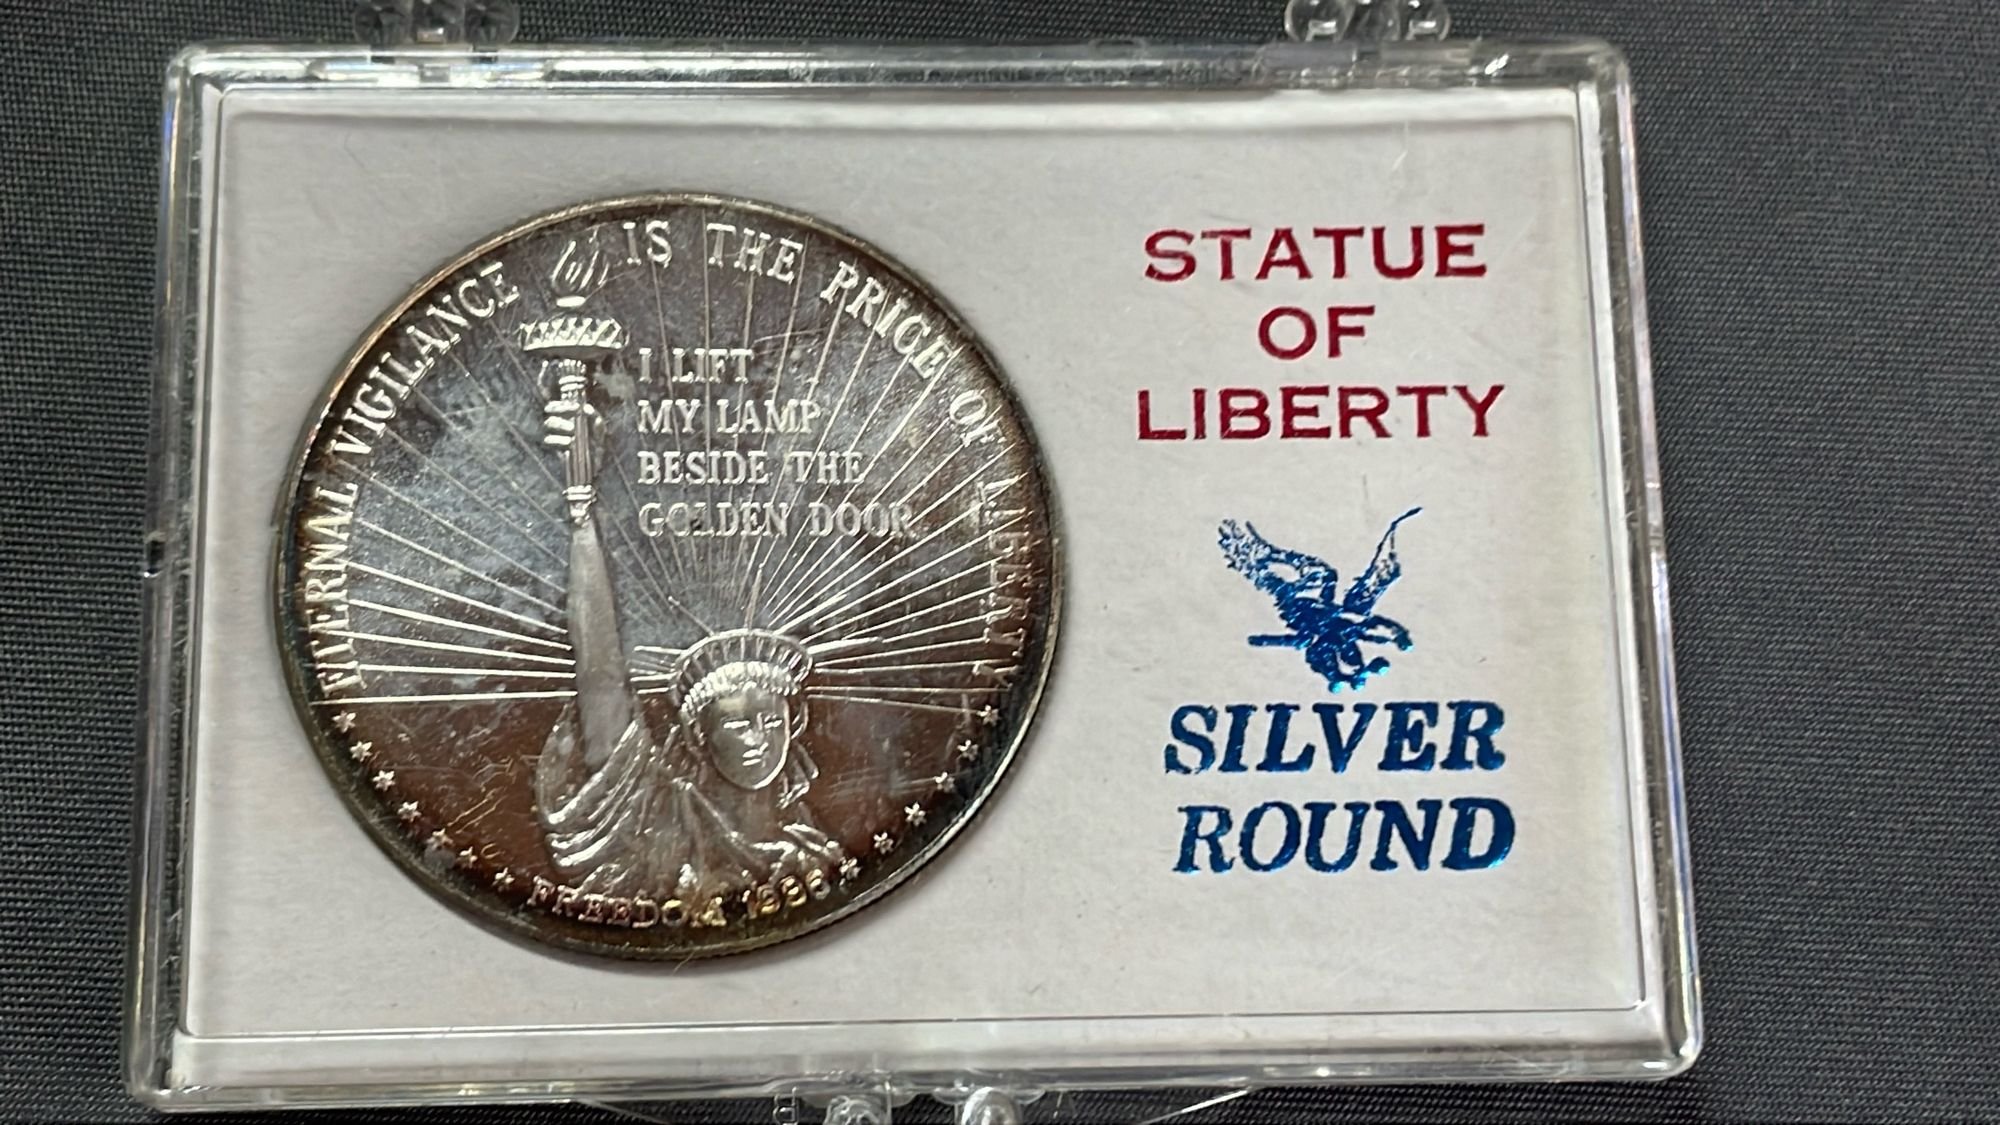 ETERNAL VIGILANCE IS THE PRICE OF LIBERTY
I LIFT
MY LAMP
BESIDE THE
GOLDEN DOOR
FREEDOM 1986
STATUE
OF
LIBERTY
SILVER
ROUND